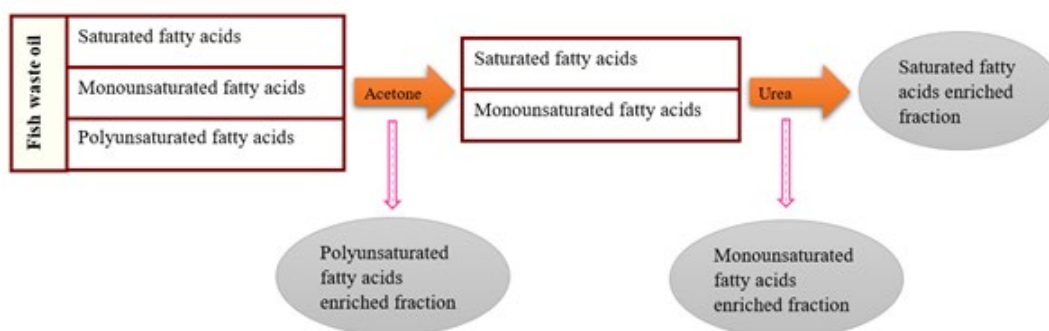 Fish waste oil
Saturated fatty acids
Monounsaturated fatty acids
Polyunsaturated fatty acids
Acetone
Saturated fatty acids
Monounsaturated fatty acids
Urea
Saturated fatty
acids enriched
fraction
Polyunsaturated
fatty acids
enriched fraction
Monounsaturated
fatty acids
enriched fraction